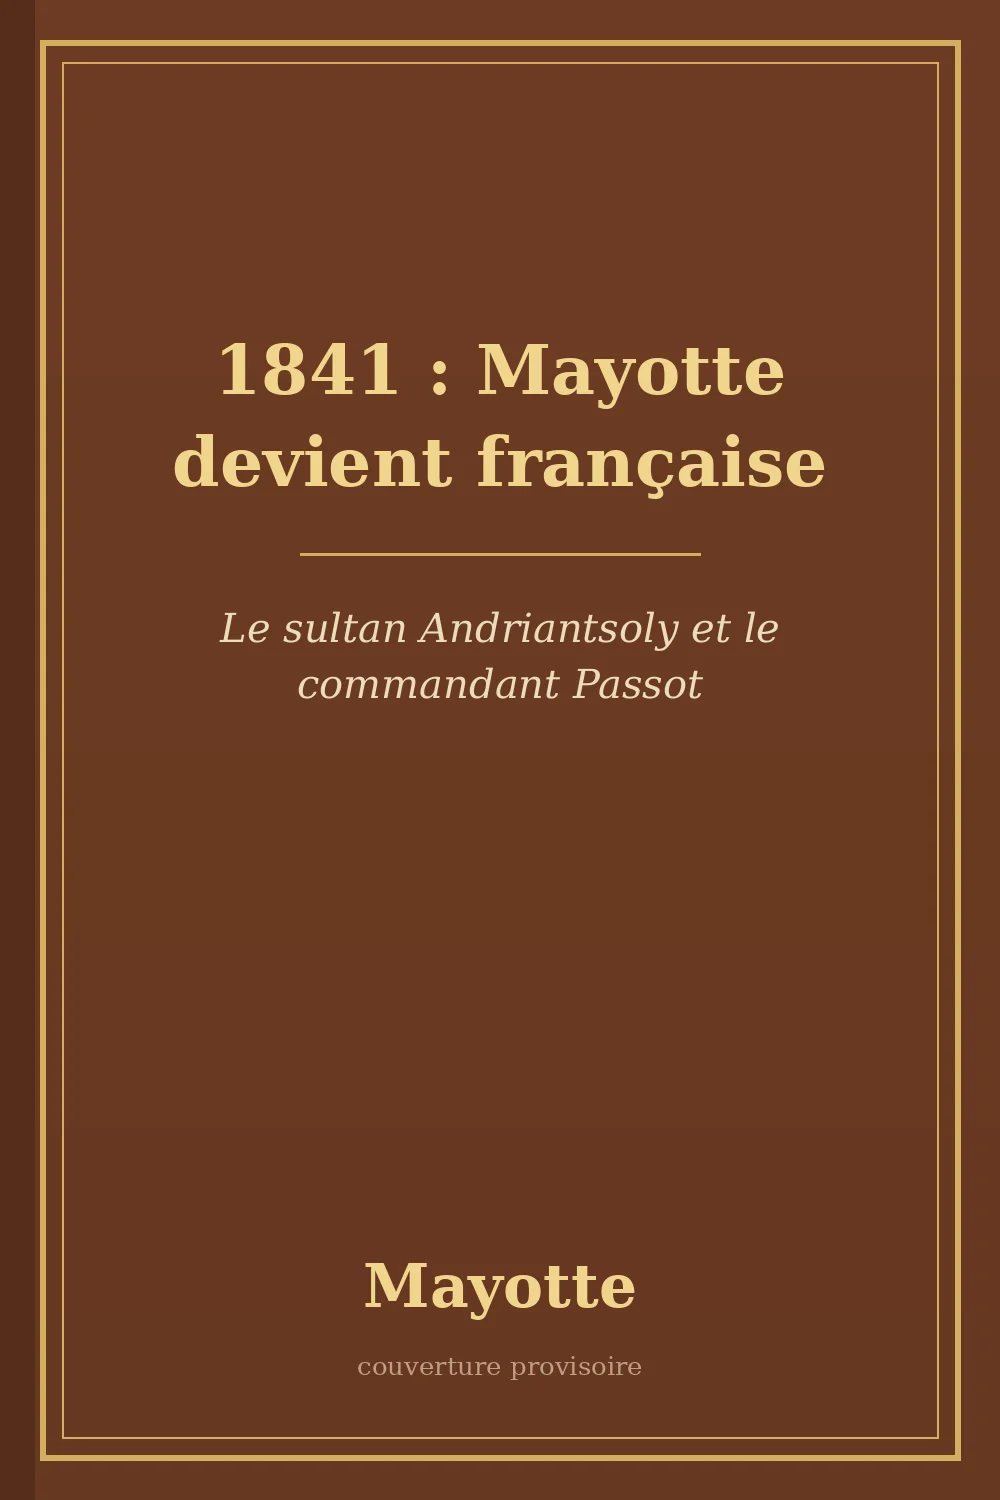 1841 : Mayotte
devient française
Le sultan Andriantsoly et le
commandant Passot
Mayotte
couverture provisoire